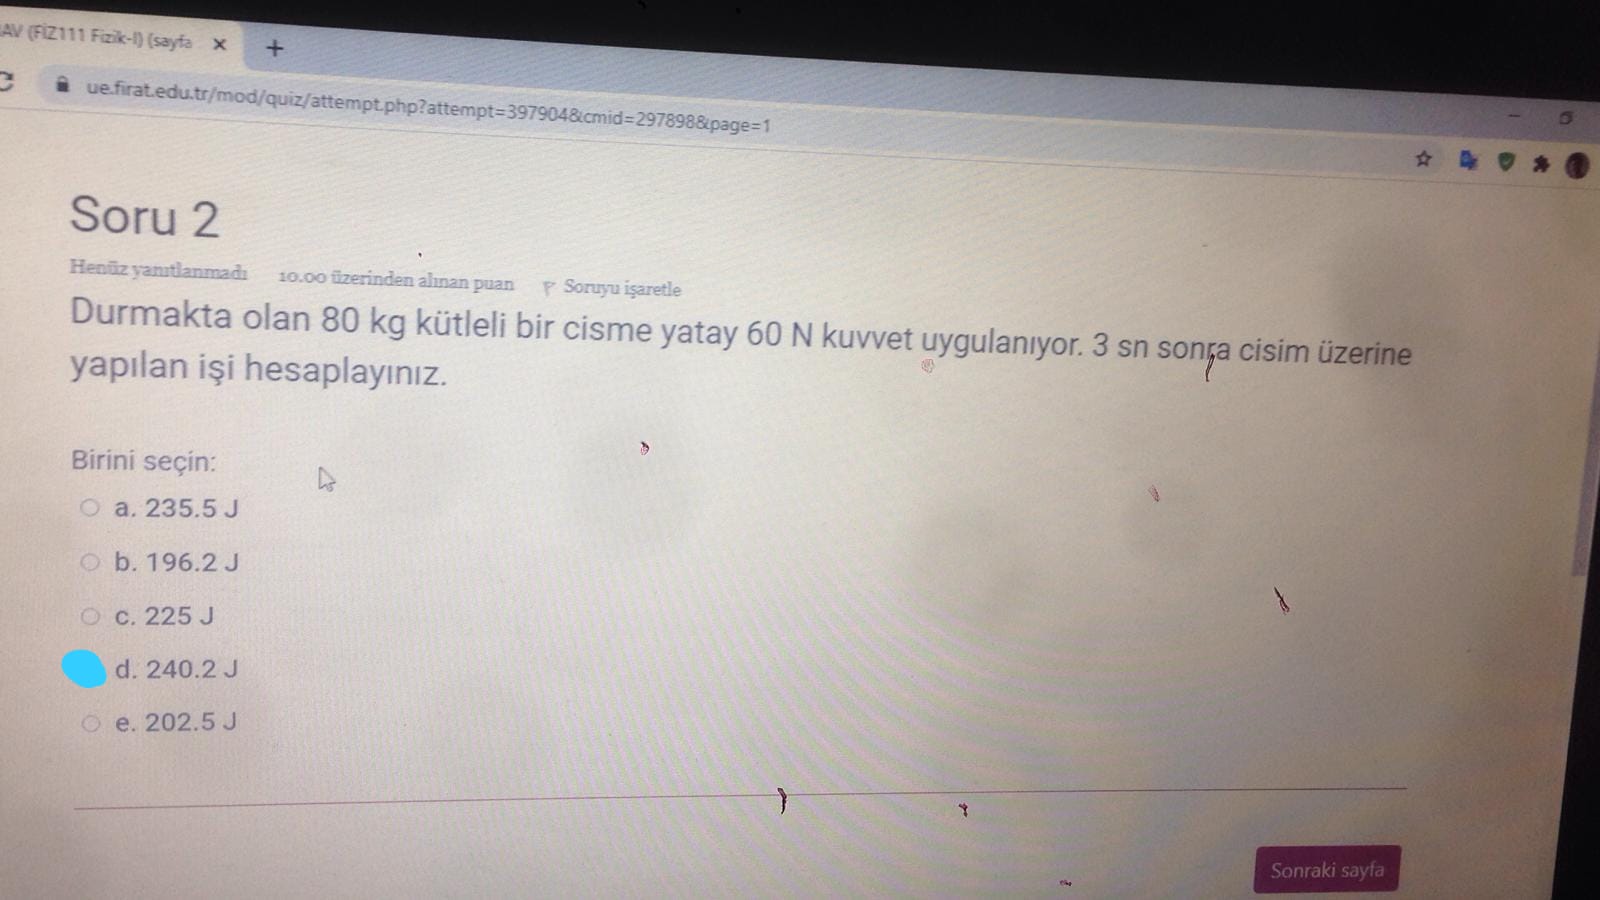 AV (FİZ111 Fizik-I) (sayfa
ue.firat.edu.tr/mod/quiz/attempt.php?attempt=397904&cmid=297898&page=1
Soru 2
Henüz yanıtlanmadı 10.00 üzerinden alınan puan Soruyu işaretle
Durmakta olan 80 kg kütleli bir cisme yatay 60 N kuvvet uygulanıyor. 3 sn sonra cisim üzerine
yapılan işi hesaplayınız.
Birini seçin:
a. 235.5 J
b. 196.2 J
c. 225 J
d. 240.2 J
e. 202.5 J
Sonraki sayfa